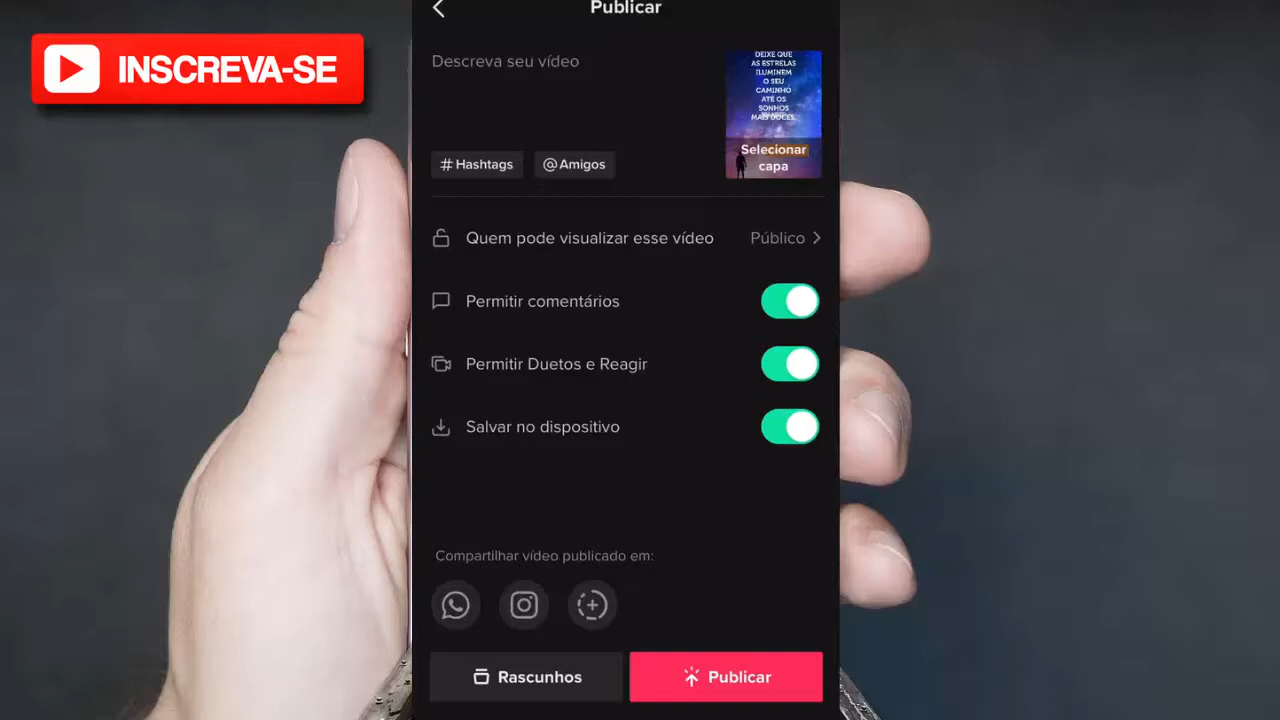 INSCREVA-SE
Publicar
Descreva seu vídeo
DEIXE QUE
AS ESTRELAS
ILUMINEM
O SEU
CAMINHO
ATÉ OS
SONHOS
MAIS DOCES.
Selecionar
capa
# Hashtags
@ Amigos
Quem pode visualizar esse vídeo
Público
Permitir comentários
Permitir Duetos e Reagir
Salvar no dispositivo
Compartilhar vídeo publicado em:
Rascunhos
Publicar